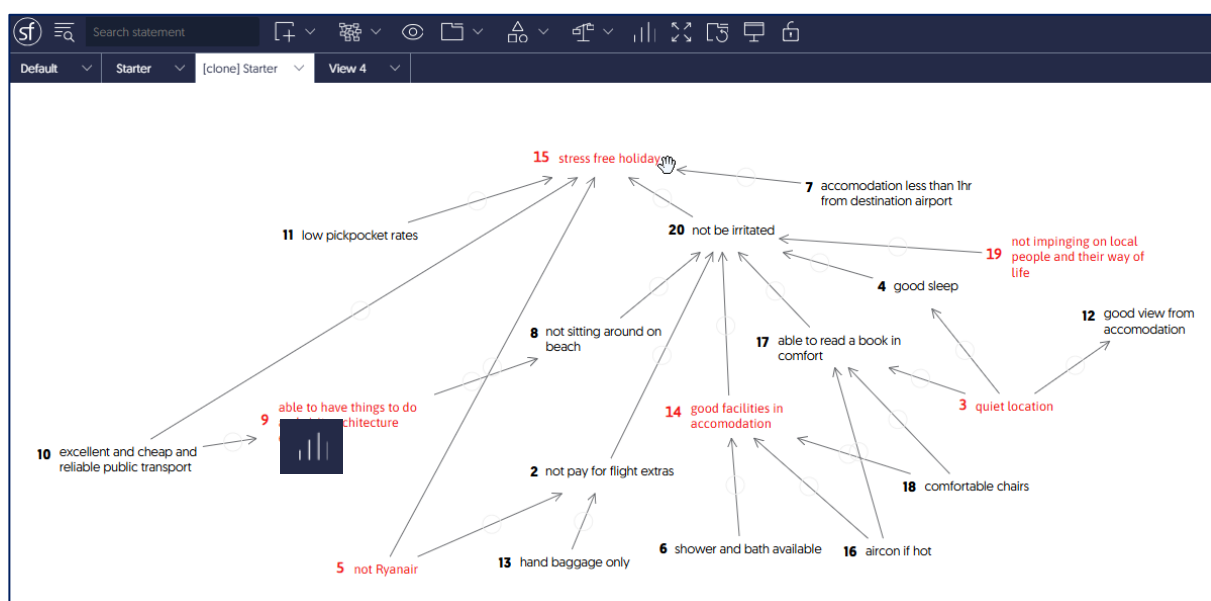 sf Search statement
Default Starter [clone] Starter View 4
15 stress free holiday
7 accomodation less than 1hr
from destination airport
11 low pickpocket rates
20 not be irritated
19 not impinging on local
people and their way of
life
4 good sleep
12 good view from
accomodation
8 not sitting around on
beach
17 able to read a book in
comfort
9 able to have things to do
chitecture
14 good facilities in
accomodation
3 quiet location
10 excellent and cheap and
reliable public transport
2 not pay for flight extras
18 comfortable chairs
5 not Ryanair
13 hand baggage only
6 shower and bath available
16 aircon if hot